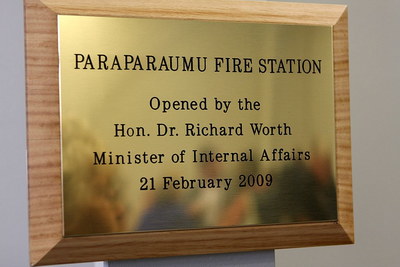 PARAPARAUMU FIRE STATION
Opened by the
Hon. Dr. Richard Worth
Minister of Internal Affairs
21 February 2009